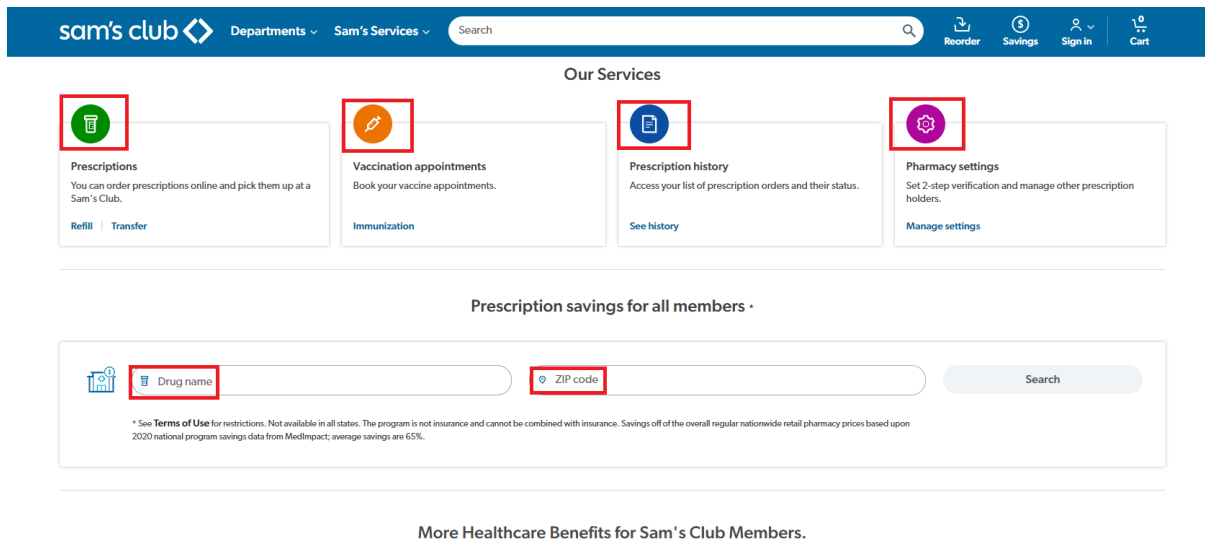 sam's club
Departments
Sam's Services
Search
Reorder
$
Savings
Sign in
0
Cart
Our Services
Prescriptions
You can order prescriptions online and pick them up at a
Sam's Club.
Refill | Transfer
Vaccination appointments
Book your vaccine appointments.
Immunization
Prescription history
Access your list of prescription orders and their status.
See history
Pharmacy settings
Set 2-step verification and manage other prescription
holders.
Manage settings
Prescription savings for all members *
$
Drug name
ZIP code
Search
* See Terms of Use for restrictions. Not available in all states. The program is not insurance and cannot be combined with insurance. Savings off of the overall regular nationwide retail pharmacy prices based upon
2020 national program savings data from MedImpact; average savings are 65%.
More Healthcare Benefits for Sam's Club Members.